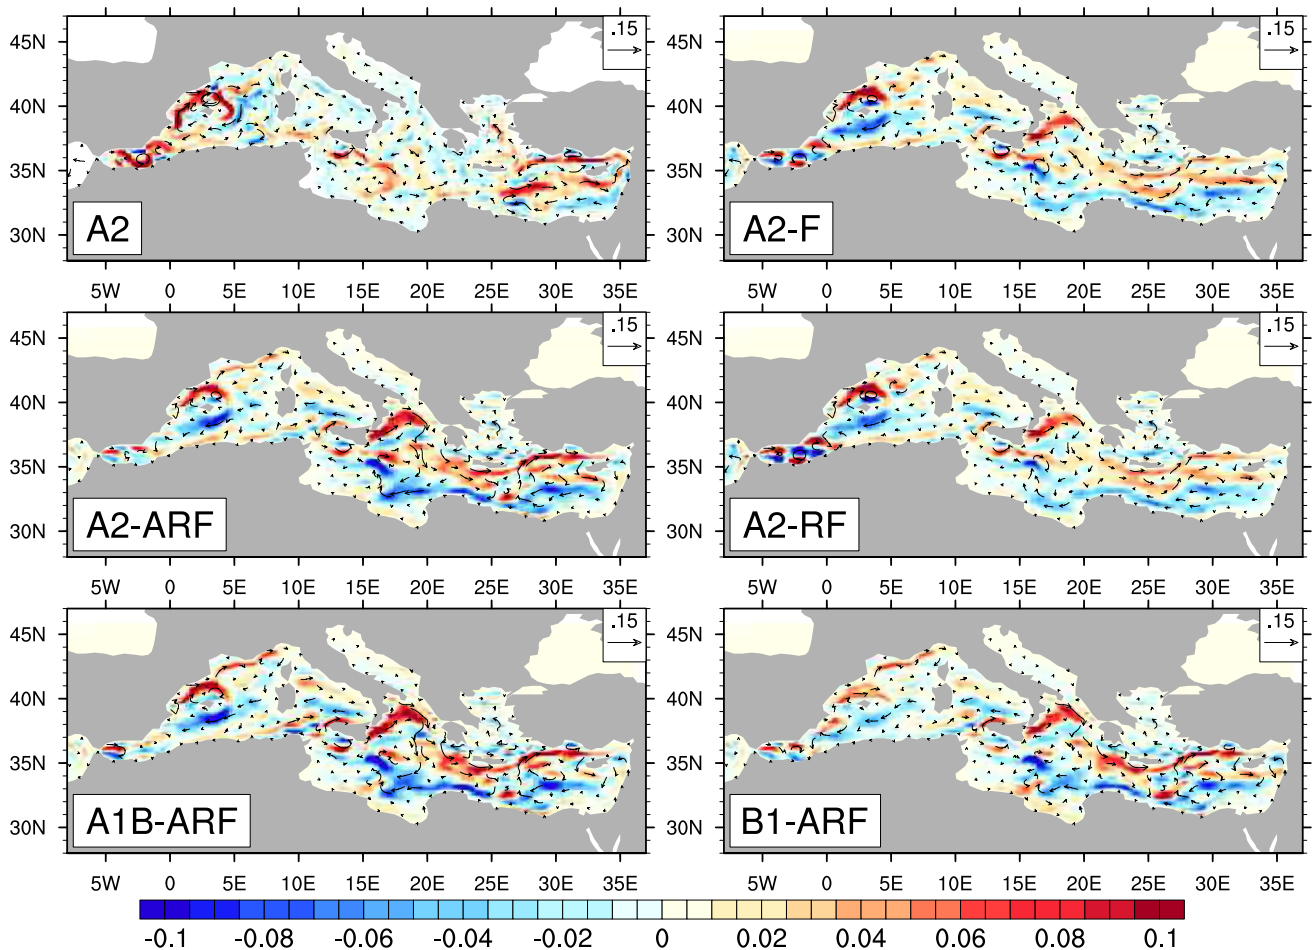 .15 .15
45N 45N
40N 40N
35N 35N
30N 30N
A2 A2-F
5W 0 5E 10E 15E 20E 25E 30E 35E 5W 0 5E 10E 15E 20E 25E 30E 35E
.15 .15
45N 45N
40N 40N
35N 35N
30N 30N
A2-ARF A2-RF
5W 0 5E 10E 15E 20E 25E 30E 35E 5W 0 5E 10E 15E 20E 25E 30E 35E
.15 .15
45N 45N
40N 40N
35N 35N
30N 30N
A1B-ARF B1-ARF
5W 0 5E 10E 15E 20E 25E 30E 35E 5W 0 5E 10E 15E 20E 25E 30E 35E
-0.1 -0.08 -0.06 -0.04 -0.02 0 0.02 0.04 0.06 0.08 0.1